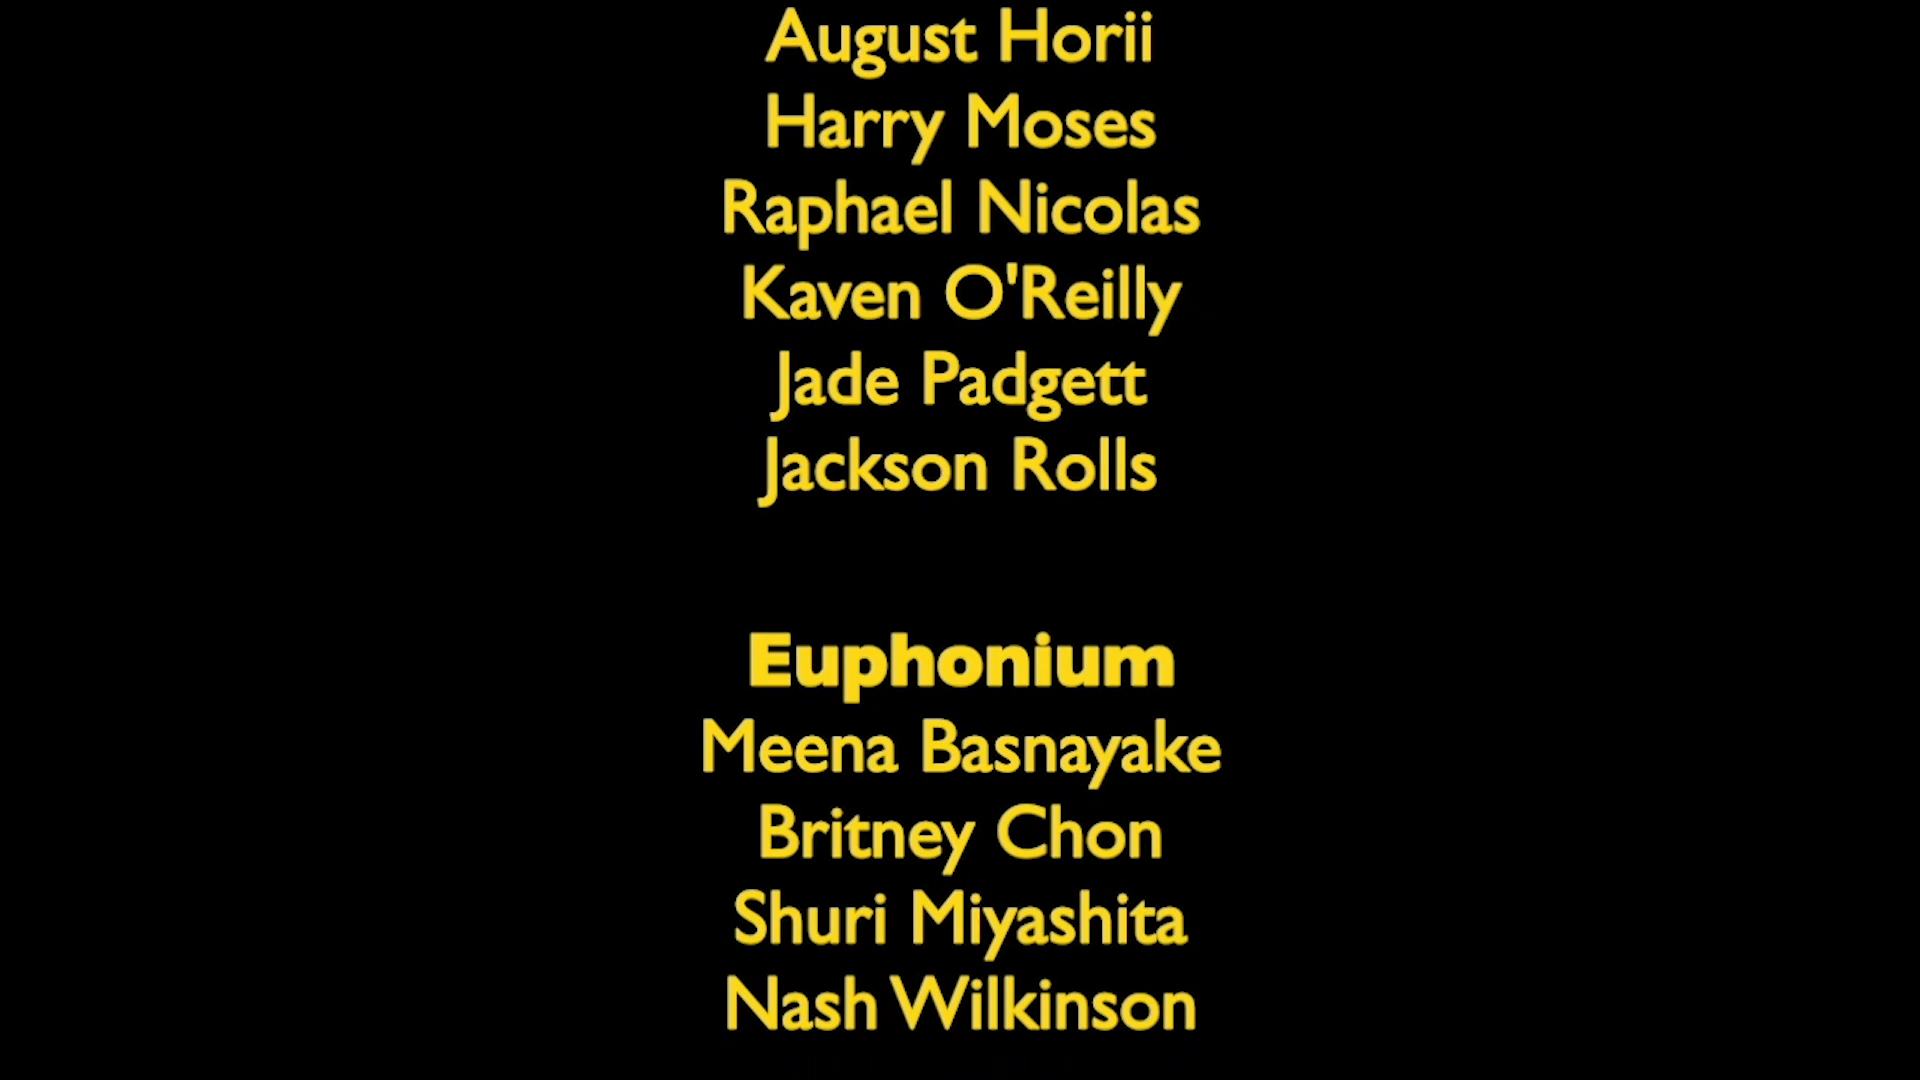 August Horii
Harry Moses
Raphael Nicolas
Kaven O'Reilly
Jade Padgett
Jackson Rolls
Euphonium
Meena Basnayake
Britney Chon
Shuri Miyashita
Nash Wilkinson